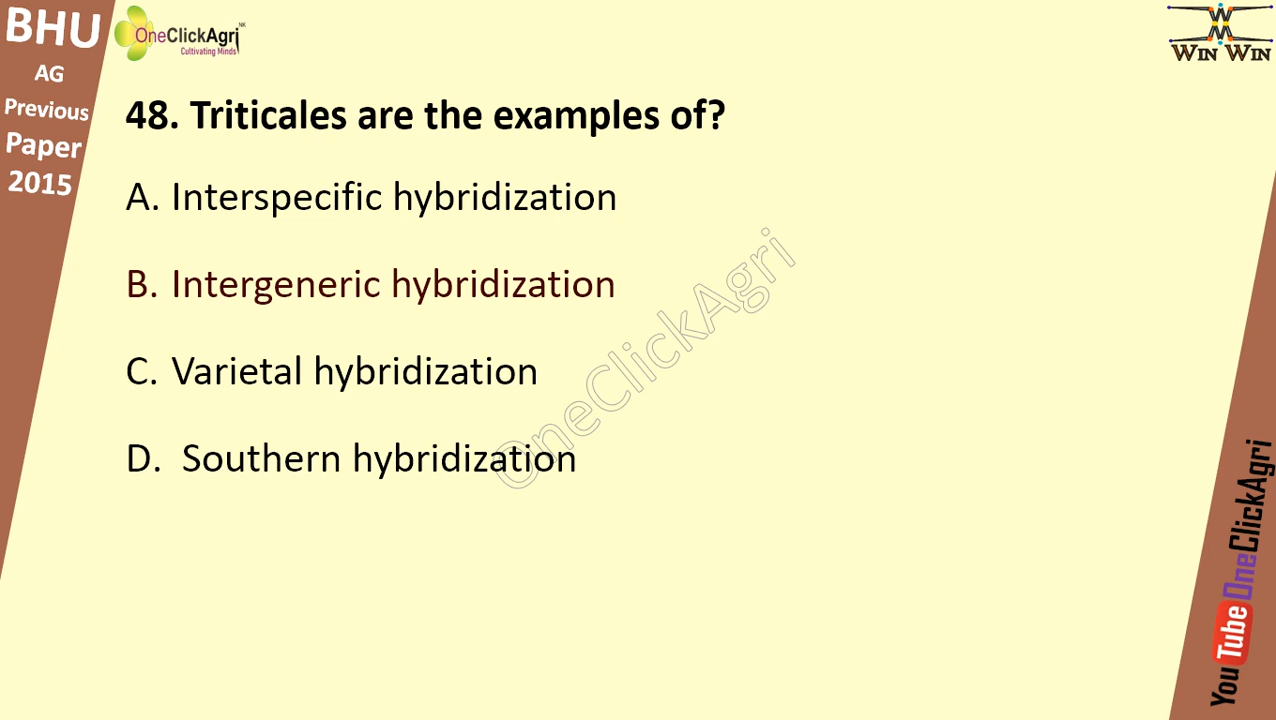 BHU
AG
Previous
Paper
2015
OneClickAgri NK
Cultivating Minds
WIN WIN
48. Triticales are the examples of?
A. Interspecific hybridization
B. Intergeneric hybridization
C. Varietal hybridization
D. Southern hybridization
OneClickAgri
YouTube OneClickAgri